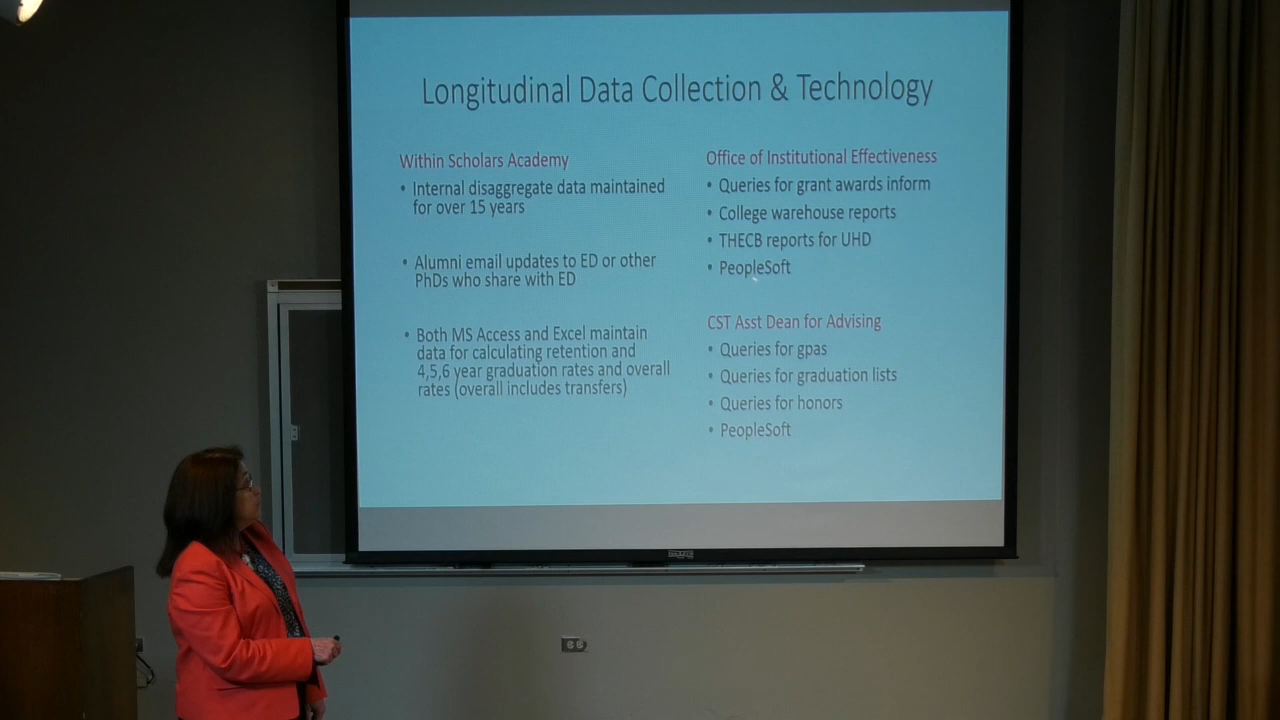 Longitudinal Data Collection & Technology
Within Scholars Academy
• Internal disaggregate data maintained
for over 15 years
• Alumni email updates to ED or other
PhDs who share with ED
• Both MS Access and Excel maintain
data for calculating retention and
4,5,6 year graduation rates and overall
rates (overall includes transfers)
Office of Institutional Effectiveness
• Queries for grant awards inform
• College warehouse reports
• THECB reports for UHD
• PeopleSoft
CST Asst Dean for Advising
• Queries for gpas
• Queries for graduation lists
• Queries for honors
• PeopleSoft